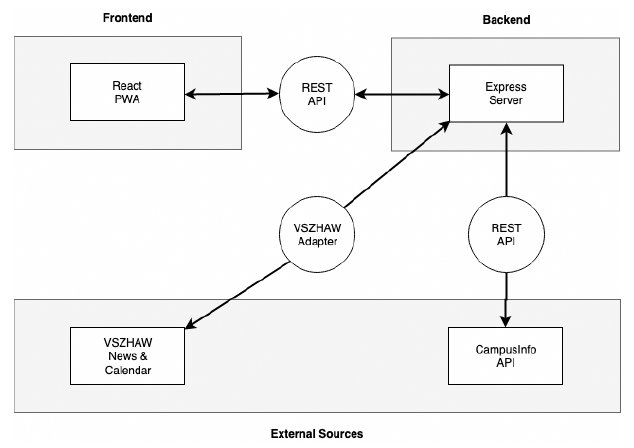 Frontend
Backend
React
PWA
REST
API
Express
Server
VSZHAW
Adapter
REST
API
VSZHAW
News &
Calendar
CampusInfo
API
External Sources